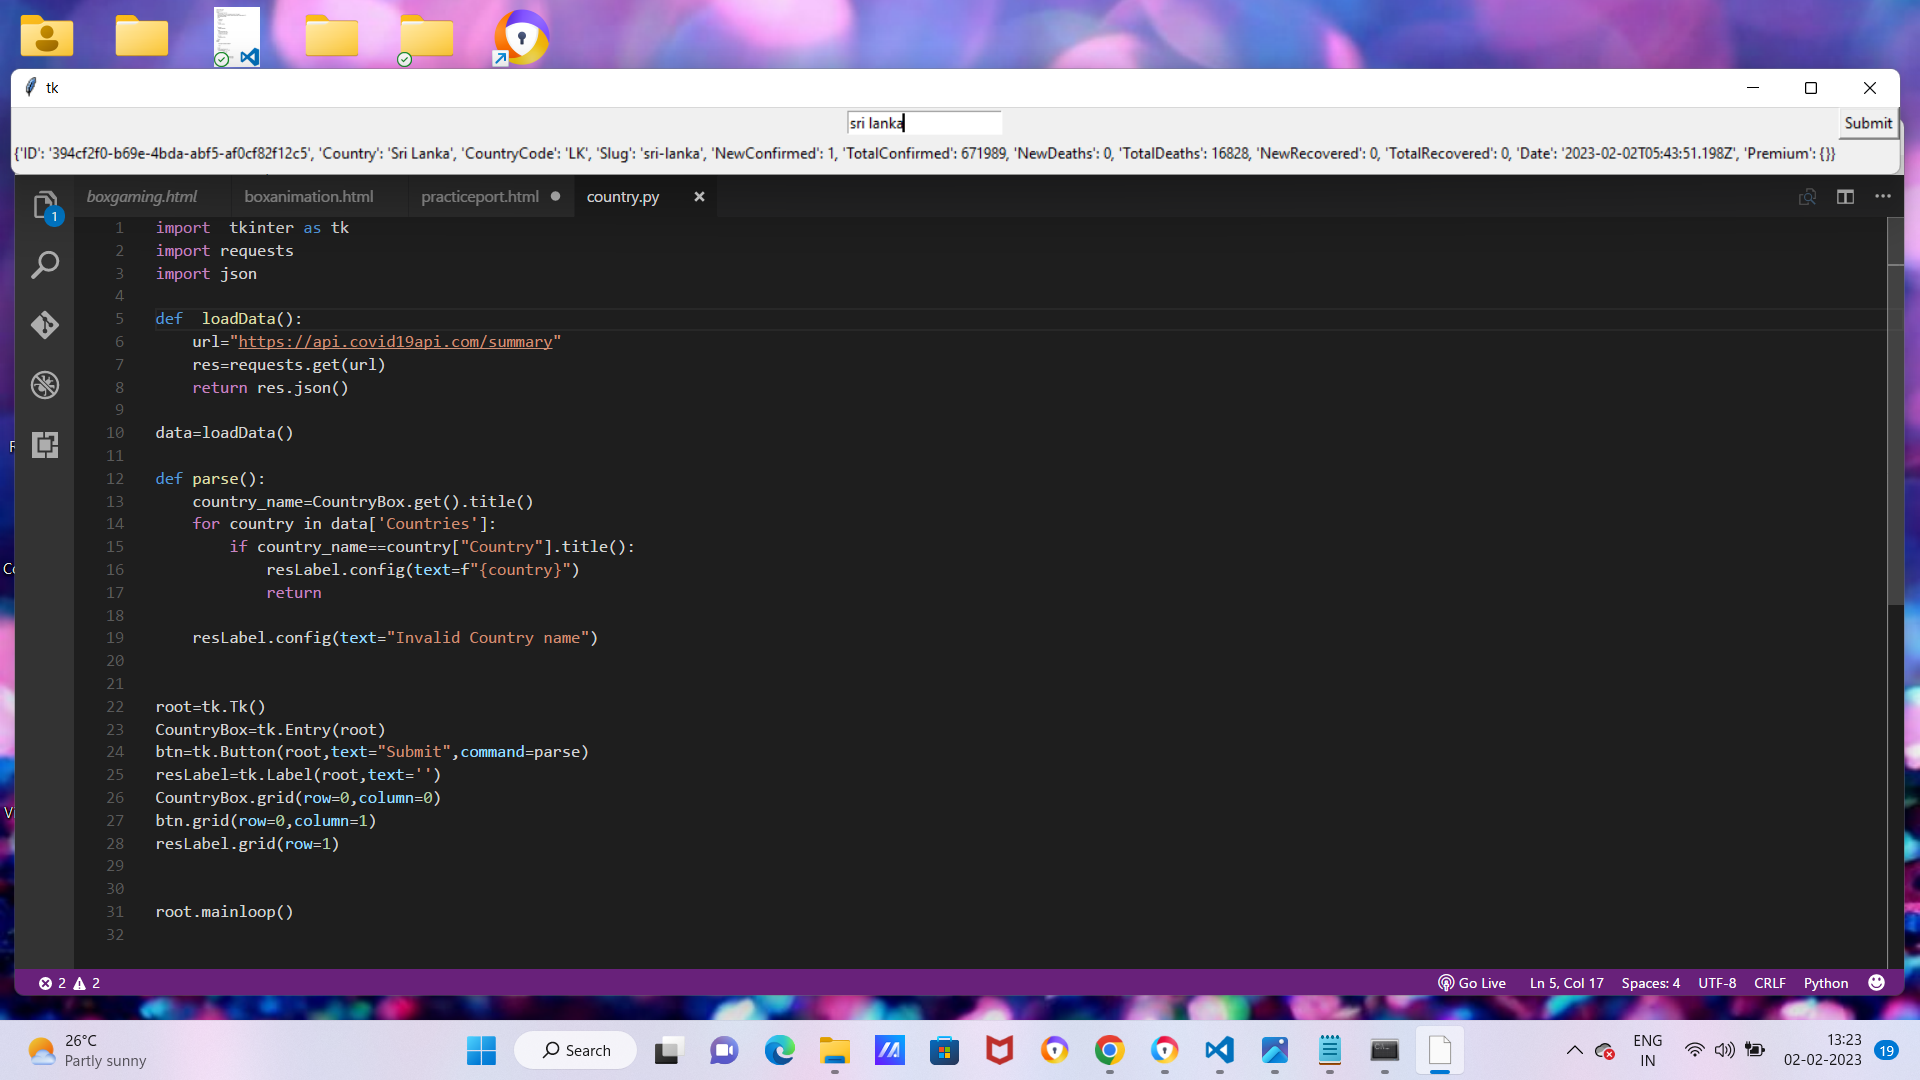 tk
sri lanka
Submit
{'ID': '394cf2f0-b69e-4bda-abf5-af0cf82f12c5', 'Country': 'Sri Lanka', 'CountryCode': 'LK', 'Slug': 'sri-lanka', 'NewConfirmed': 1, 'TotalConfirmed': 671989, 'NewDeaths': 0, 'TotalDeaths': 16828, 'NewRecovered': 0, 'TotalRecovered': 0, 'Date': '2023-02-02T05:43:51.198Z', 'Premium': {}}
boxgaming.html boxanimation.html practiceport.html country.py
1
1 import  tkinter as tk
2 import requests
3 import json
4
5 def  loadData():
6     url="https://api.covid19api.com/summary"
7     res=requests.get(url)
8     return res.json()
9
10 data=loadData()
11
12 def parse():
13     country_name=CountryBox.get().title()
14     for country in data['Countries']:
15         if country_name==country["Country"].title():
16             resLabel.config(text=f"{country}")
17             return
18
19     resLabel.config(text="Invalid Country name")
20
21
22 root=tk.Tk()
23 CountryBox=tk.Entry(root)
24 btn=tk.Button(root,text="Submit",command=parse)
25 resLabel=tk.Label(root,text='')
26 CountryBox.grid(row=0,column=0)
27 btn.grid(row=0,column=1)
28 resLabel.grid(row=1)
29
30
31 root.mainloop()
32
2 2 Go Live Ln 5, Col 17 Spaces: 4 UTF-8 CRLF Python
26°C
Partly sunny
Search
ENG
IN
13:23
02-02-2023
19